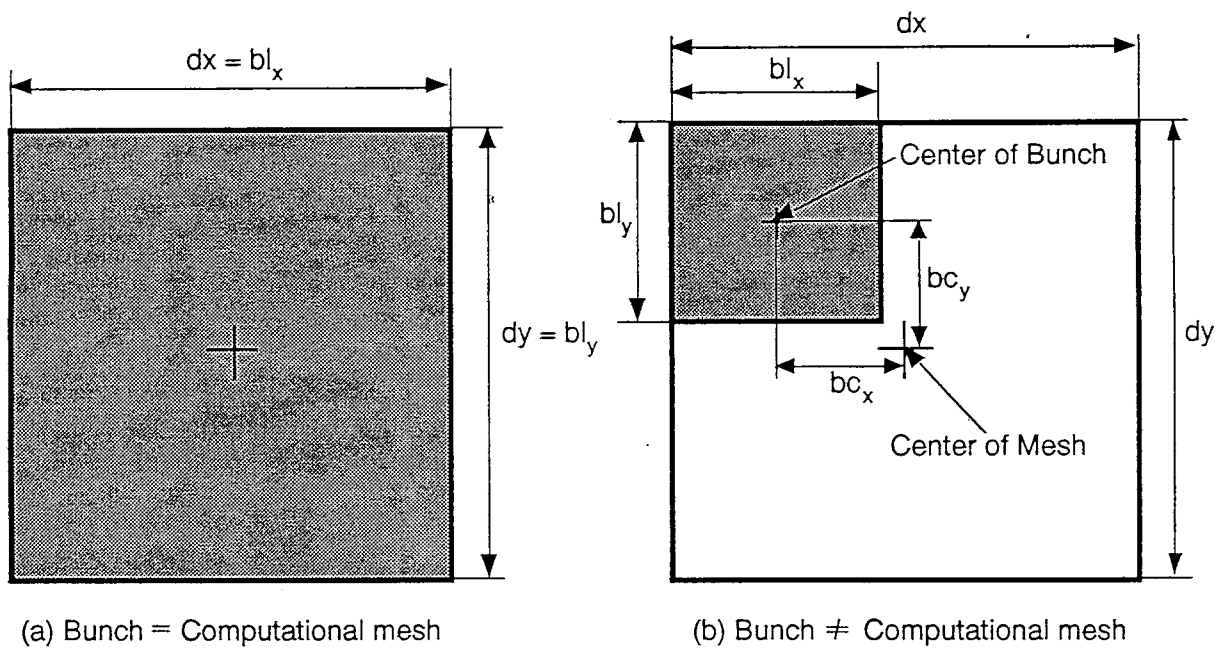 dx = bl_x
dy = bl_y
(a) Bunch = Computational mesh
dx
bl_x
bl_y
Center of Bunch
bc_y
bc_x
dy
Center of Mesh
(b) Bunch ≠ Computational mesh